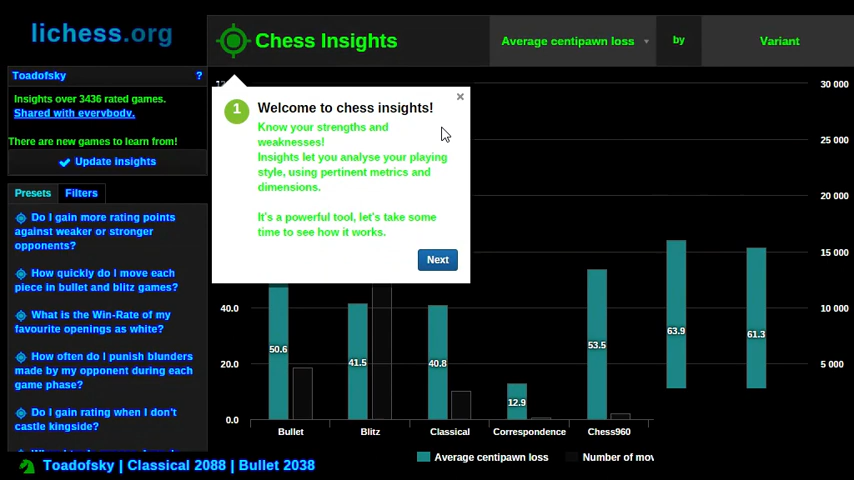 lichess.org
Chess Insights
Average centipawn loss
by
Variant
Toadofsky
?
Insights over 3436 rated games.
Shared with everybody.
There are new games to learn from!
Update insights
Presets
Filters
Do I gain more rating points
against weaker or stronger
opponents?
How quickly do I move each
piece in bullet and blitz games?
What is the Win-Rate of my
favourite openings as white?
How often do I punish blunders
made by my opponent during each
game phase?
Do I gain rating when I don't
castle kingside?
1
Welcome to chess insights!
×
Know your strengths and
weaknesses!
Insights let you analyse your playing
style, using pertinent metrics and
dimensions.
It's a powerful tool, let's take some
time to see how it works.
Next
40.0
20.0
0.0
50.6
41.5
40.8
12.9
53.5
63.9
61.3
30 000
25 000
20 000
15 000
10 000
5 000
Bullet
Blitz
Classical
Correspondence
Chess960
Average centipawn loss
Number of mov
Toadofsky | Classical 2088 | Bullet 2038